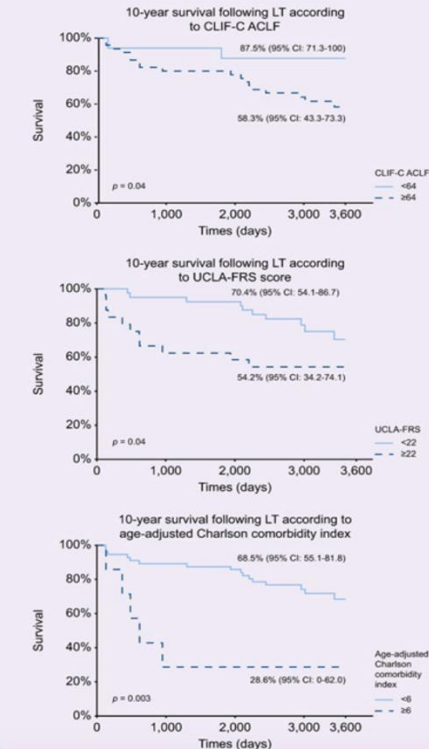 10-year survival following LT according
to CLIF-C ACLF
100%
80%
60%
40%
20%
0%
Survival
87.5% (95% CI: 71.3-100)
58.3% (95% CI: 43.3-73.3)
p = 0.04
CLIF-C ACLF
<64
≥64
0 1,000 2,000 3,000 3,600
Times (days)
10-year survival following LT according
to UCLA-FRS score
100%
80%
60%
40%
20%
0%
Survival
70.4% (95% CI: 54.1-86.7)
54.2% (95% CI: 34.2-74.1)
p = 0.04
UCLA-FRS
<22
≥22
0 1,000 2,000 3,000 3,600
Times (days)
10-year survival following LT according to
age-adjusted Charlson comorbidity index
100%
80%
60%
40%
20%
0%
Survival
68.5% (95% CI: 55.1-81.8)
28.6% (95% CI: 0-62.0)
p = 0.003
Age-adjusted
Charlson
comorbidity
index
<6
≥6
0 1,000 2,000 3,000 3,600
Times (days)